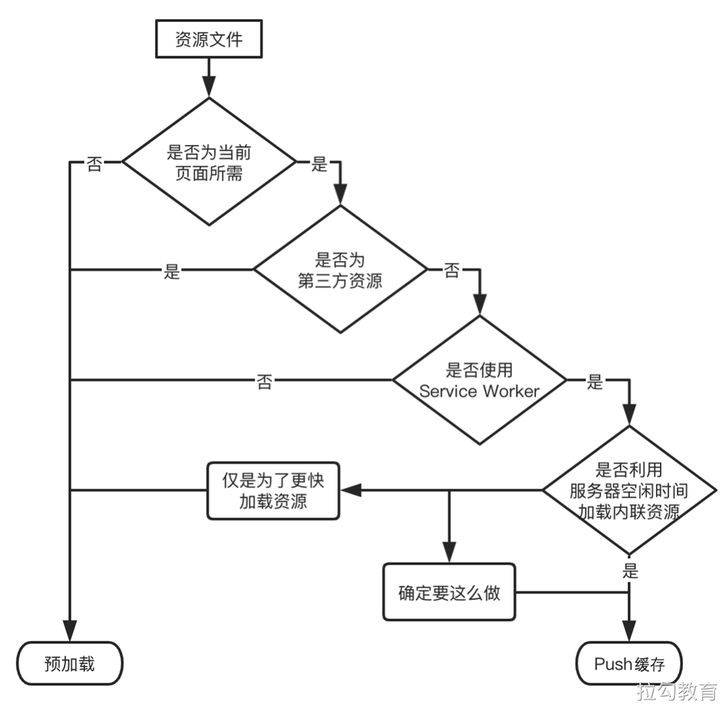 资源文件
是否为当前
页面所需
否
是
是否为
第三方资源
是
否
是否使用
Service Worker
否
是
是否利用
服务器空闲时间
加载内联资源
仅是为了更快
加载资源
是
确定要这么做
预加载
Push缓存
拉勾教育